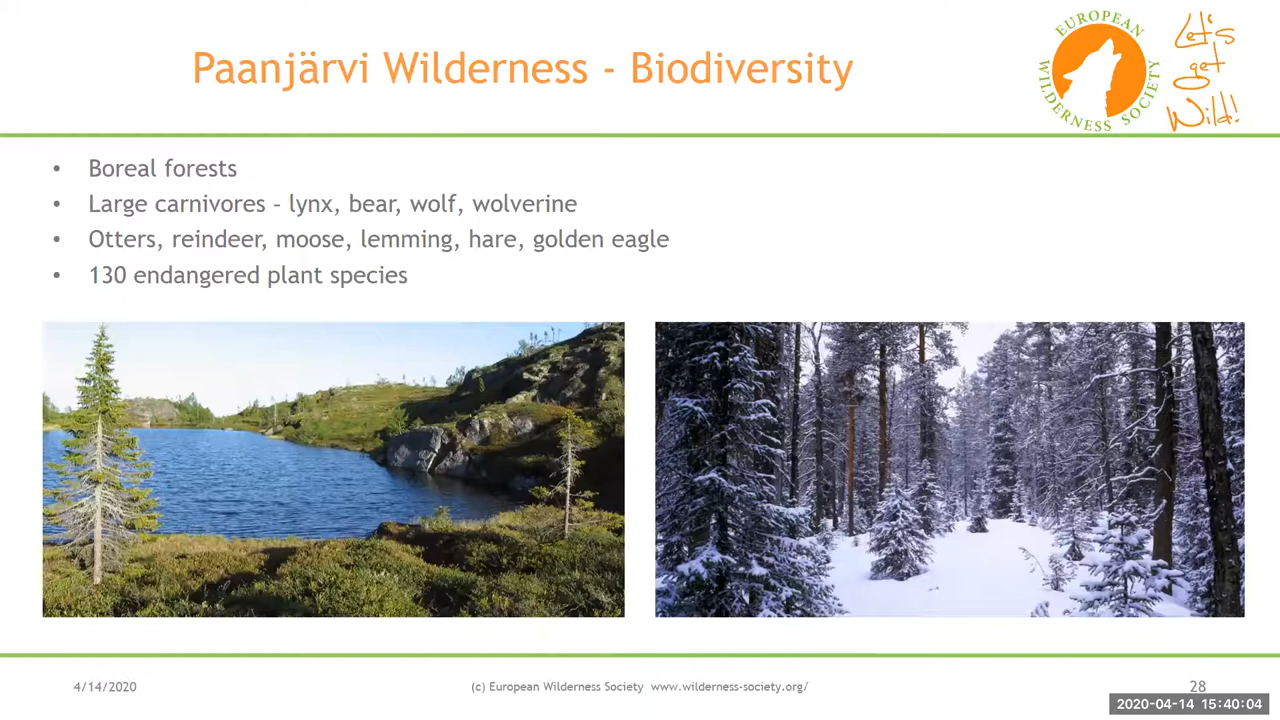 Paanjärvi Wilderness - Biodiversity
EUROPEAN
WILDERNESS SOCIETY
Let's
get
Wild!
• Boreal forests
• Large carnivores – lynx, bear, wolf, wolverine
• Otters, reindeer, moose, lemming, hare, golden eagle
• 130 endangered plant species
4/14/2020
(c) European Wilderness Society www.wilderness-society.org/
28
2020-04-14 15:40:04